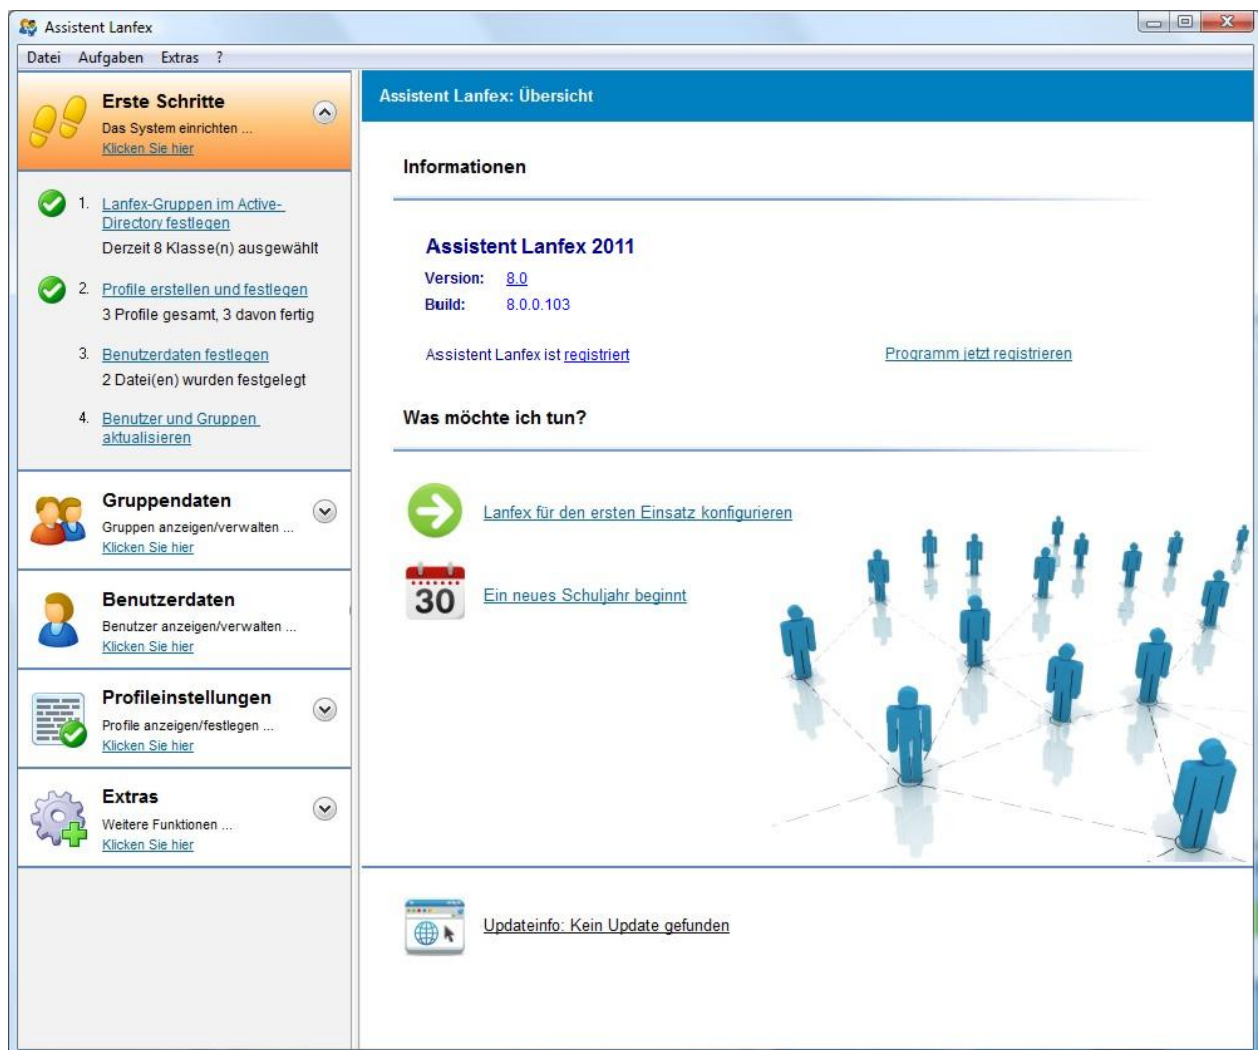 Assistent Lanfex
Datei Aufgaben Extras ?
Erste Schritte
Das System einrichten ...
Klicken Sie hier
1. Lanfex-Gruppen im Active-
Directory festlegen
Derzeit 8 Klasse(n) ausgewählt
2. Profile erstellen und festlegen
3 Profile gesamt, 3 davon fertig
3. Benutzerdaten festlegen
2 Datei(en) wurden festgelegt
4. Benutzer und Gruppen
aktualisieren
Gruppendaten
Gruppen anzeigen/verwalten ...
Klicken Sie hier
Benutzerdaten
Benutzer anzeigen/verwalten ...
Klicken Sie hier
Profileinstellungen
Profile anzeigen/festlegen ...
Klicken Sie hier
Extras
Weitere Funktionen ...
Klicken Sie hier
Assistent Lanfex: Übersicht
Informationen
Assistent Lanfex 2011
Version: 8.0
Build: 8.0.0.103
Assistent Lanfex ist registriert
Programm jetzt registrieren
Was möchte ich tun?
Lanfex für den ersten Einsatz konfigurieren
30
Ein neues Schuljahr beginnt
Updateinfo: Kein Update gefunden